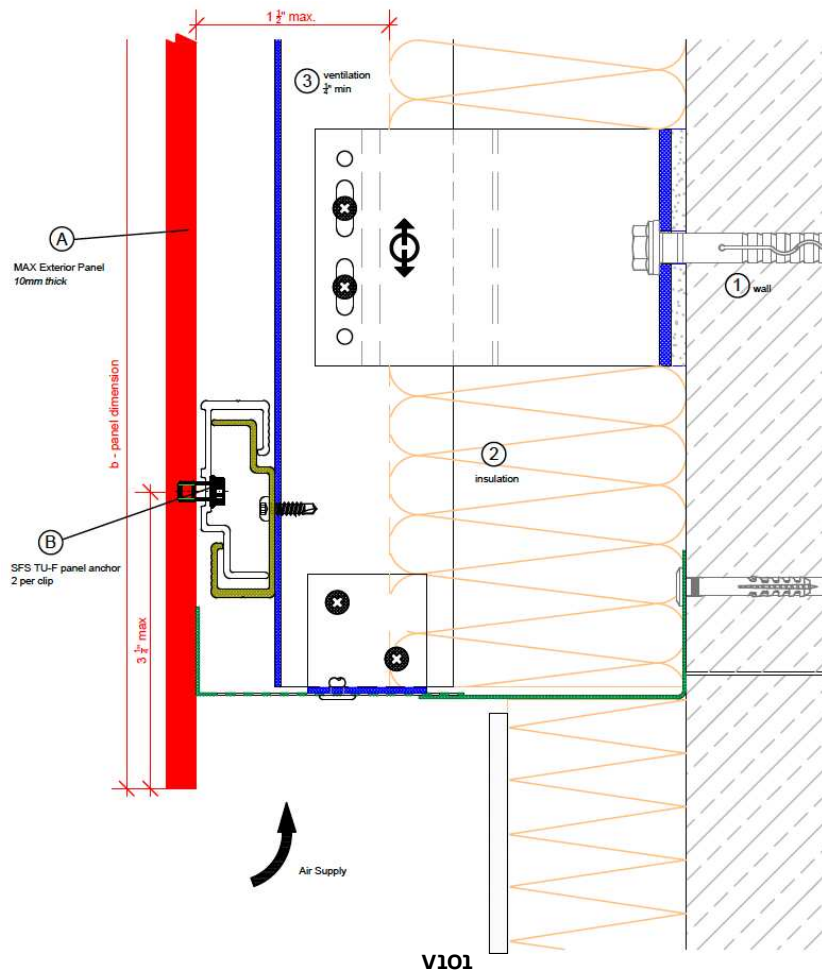 1 ½" max.
3
ventilation
¾" min
A
MAX Exterior Panel
10mm thick
1
wall
b - panel dimension
2
insulation
B
SFS TU-F panel anchor
2 per clip
3 ½" max
Air Supply
V101